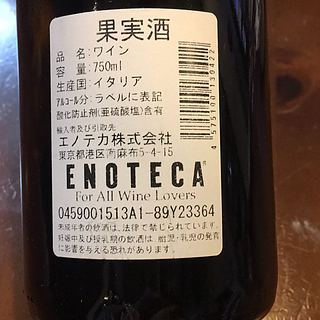 果実酒
品 名：ワイン
容 量：750ml
生産国：イタリア
アルコール分：ラベルに表記
酸化防止剤(亜硫酸塩)含有
輸入者及び引取先
エノテカ株式会社
東京都港区南麻布5-4-15
ENOTECA
For All Wine Lovers
0459001513A1-89Y23364
未成年者の飲酒は、法律で禁じられています。
妊娠中及び授乳期の飲酒は、胎児・乳児の発育
に影響を与える恐れがあります。
4 575100 130422